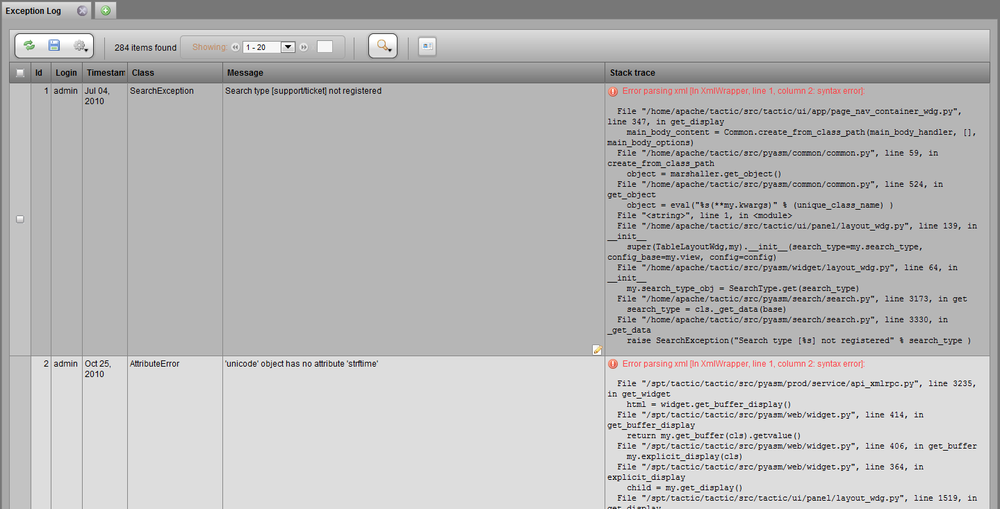 Exception Log
284 items found
Showing:
1 - 20
Id Login Timestam Class Message Stack trace
1 admin Jul 04,
2010
SearchException
Search type [support/ticket] not registered
Error parsing xml [In XmlWrapper, line 1, column 2: syntax error]:
File "/home/apache/tactic/src/tactic/ui/app/page_nav_container_wdg.py",
line 347, in get_display
main_body_content = Common.create_from_class_path(main_body_handler, [],
main_body_options)
File "/home/apache/tactic/src/pyasm/common/common.py", line 59, in
create_from_class_path
object = marshaller.get_object()
File "/home/apache/tactic/src/pyasm/common/common.py", line 524, in
get_object
object = eval("%s(**my.kwargs)" % (unique_class_name) )
File "<string>", line 1, in <module>
File "/home/apache/tactic/src/tactic/ui/panel/layout_wdg.py", line 139, in
__init__
super(TableLayoutWdg,my).__init__(search_type=my.search_type,
config_base=my.view, config=config)
File "/home/apache/tactic/src/pyasm/widget/layout_wdg.py", line 64, in
__init__
my.search_type_obj = SearchType.get(search_type)
File "/home/apache/tactic/src/pyasm/search/search.py", line 3173, in get
search_type = cls._get_data(base)
File "/home/apache/tactic/src/pyasm/search/search.py", line 3330, in
_get_data
raise SearchException("Search type [%s] not registered" % search_type )
2 admin Oct 25,
2010
AttributeError
'unicode' object has no attribute 'strftime'
Error parsing xml [In XmlWrapper, line 1, column 2: syntax error]:
File "/spt/tactic/tactic/src/pyasm/prod/service/api_xmlrpc.py", line 3235,
in get_widget
html = widget.get_buffer_display()
File "/spt/tactic/tactic/src/pyasm/web/widget.py", line 414, in
get_buffer_display
return my.get_buffer(cls).getvalue()
File "/spt/tactic/tactic/src/pyasm/web/widget.py", line 406, in get_buffer
my.explicit_display(cls)
File "/spt/tactic/tactic/src/pyasm/web/widget.py", line 364, in
explicit_display
child = my.get_display()
File "/spt/tactic/tactic/src/tactic/ui/panel/layout_wdg.py", line 1519, in
get_display